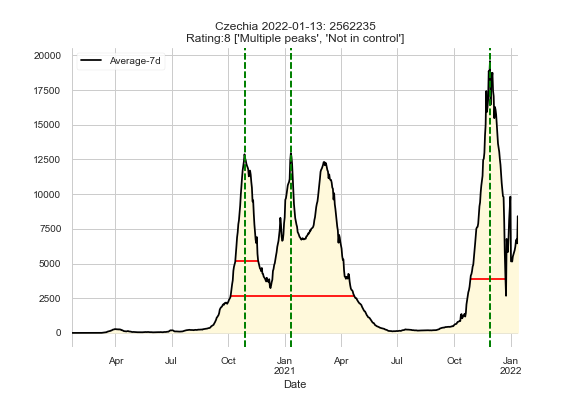 Czechia 2022-01-13: 2562235
Rating:8 ['Multiple peaks', 'Not in control']
Average-7d
20000
17500
15000
12500
10000
7500
5000
2500
0
Apr
Jul
Oct
Jan
2021
Apr
Jul
Oct
Jan
2022
Date